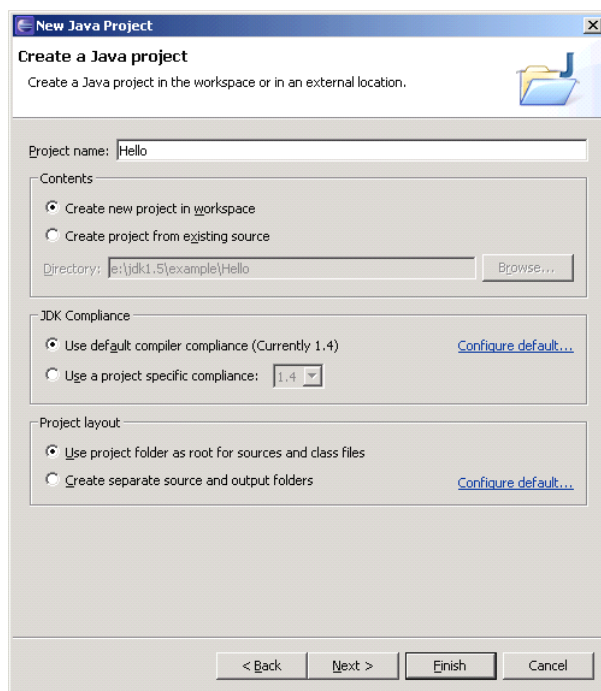 New Java Project
Create a Java project
Create a Java project in the workspace or in an external location.
Project name: Hello
Contents
Create new project in workspace
Create project from existing source
Directory: e:\jdk1.5\example\Hello Browse...
JDK Compliance
Use default compiler compliance (Currently 1.4) Configure default...
Use a project specific compliance: 1.4
Project layout
Use project folder as root for sources and class files
Create separate source and output folders Configure default...
< Back Next > Finish Cancel